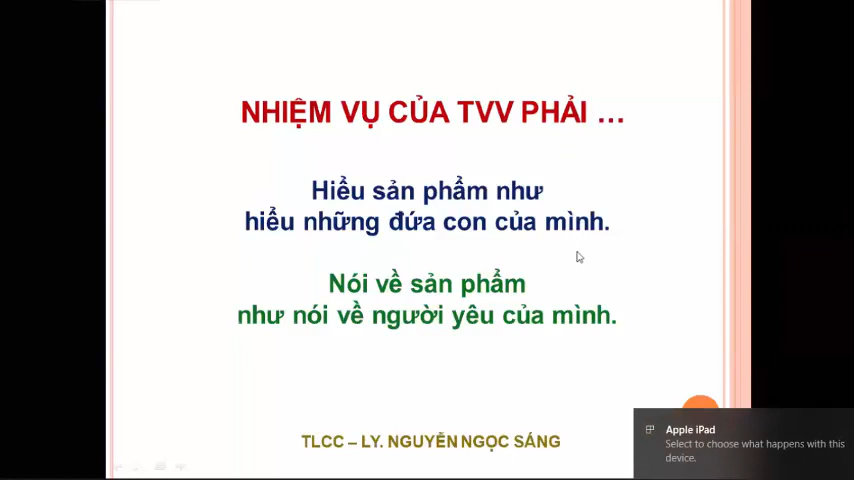 NHIỆM VỤ CỦA TVV PHẢI ...
Hiểu sản phẩm như
hiểu những đứa con của mình.
Nói về sản phẩm
như nói về người yêu của mình.
TLCC – LY. NGUYỄN NGỌC SÁNG
Apple iPad
Select to choose what happens with this
device.